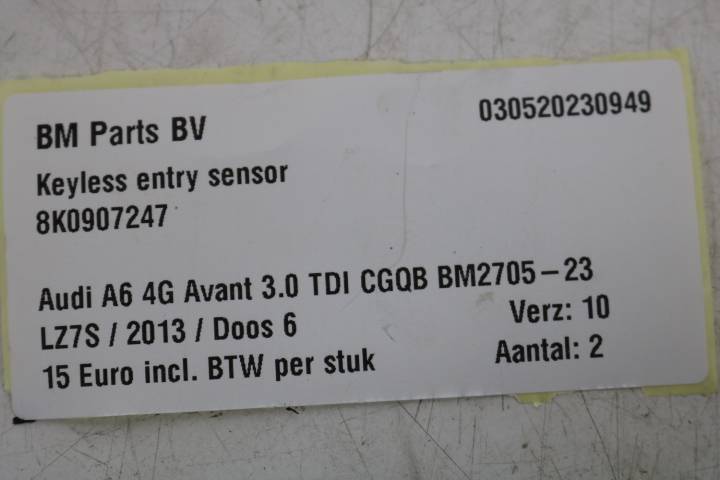 BM Parts BV
030520230949
Keyless entry sensor
8K0907247
Audi A6 4G Avant 3.0 TDI CGQB BM2705-23
LZ7S / 2013 / Doos 6
Verz: 10
15 Euro incl. BTW per stuk
Aantal: 2